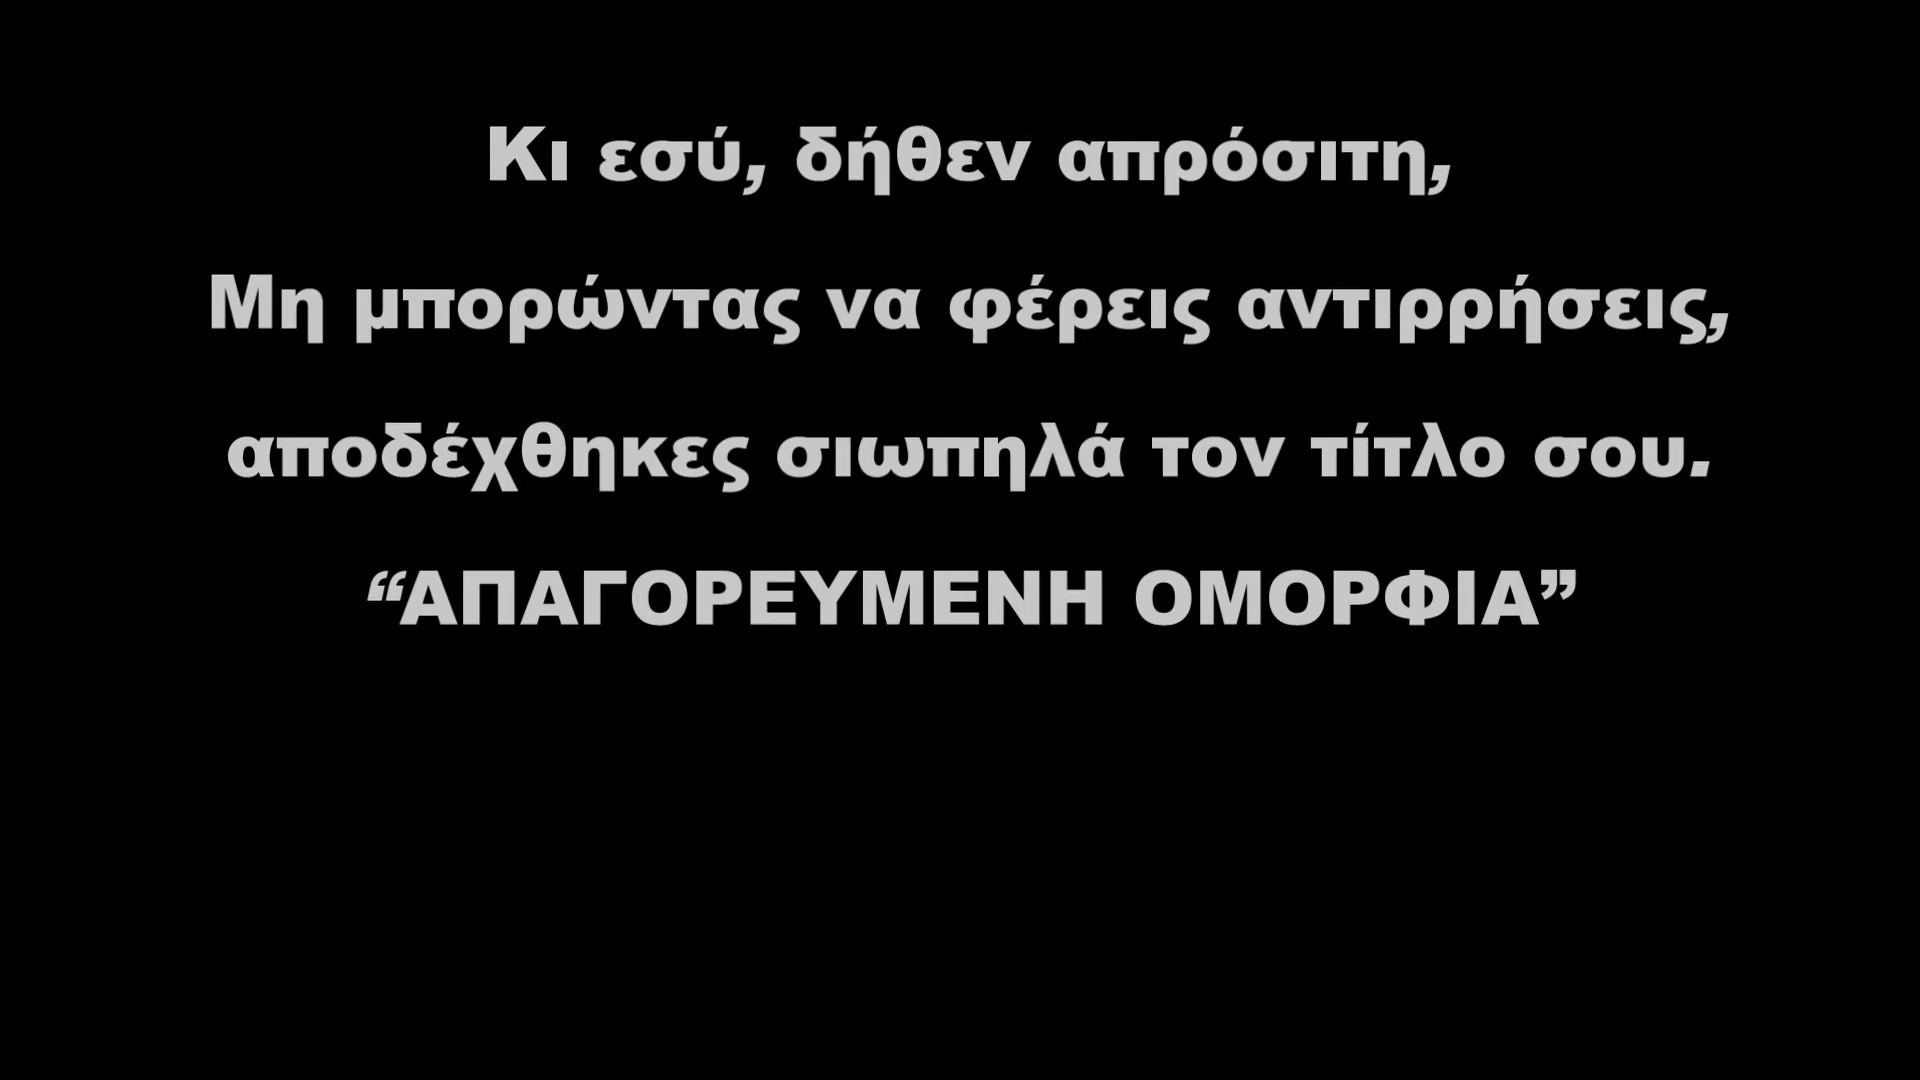 Κι εσύ, δήθεν απρόσιτη,
Μη μπορώντας να φέρεις αντιρρήσεις,
αποδέχθηκες σιωπηλά τον τίτλο σου.
“ΑΠΑΓΟΡΕΥΜΕΝΗ ΟΜΟΡΦΙΑ”